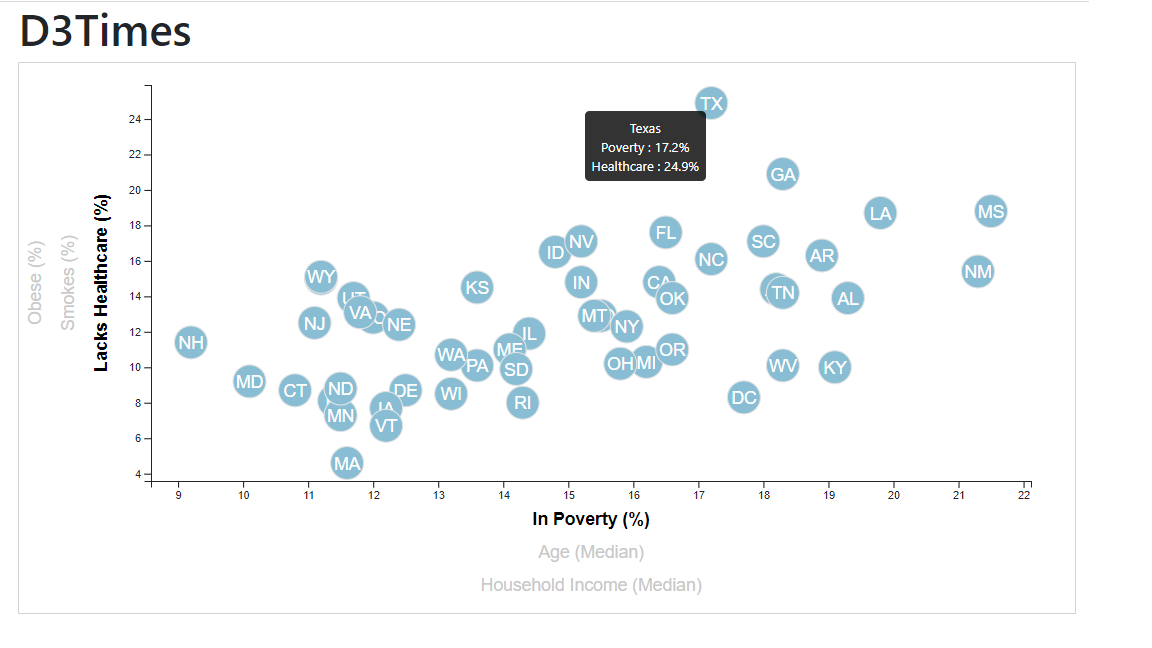 D3Times
Obese (%)
Smokes (%)
Lacks Healthcare (%)
24
22
20
18
16
14
12
10
8
6
4
TX
Texas
Poverty : 17.2%
Healthcare : 24.9%
GA
LA
MS
FL
SC
NV
ID
AR
NC
NM
WY
IN
CA
KS
OK
TN
AL
UT
VA
NJ
NE
MT
NY
NH
IL
ME
WA
PA
SD
OH
MI
OR
WV
KY
MD
CT
ND
DE
WI
RI
DC
MN
IA
VT
MA
9 10 11 12 13 14 15 16 17 18 19 20 21 22
In Poverty (%)
Age (Median)
Household Income (Median)